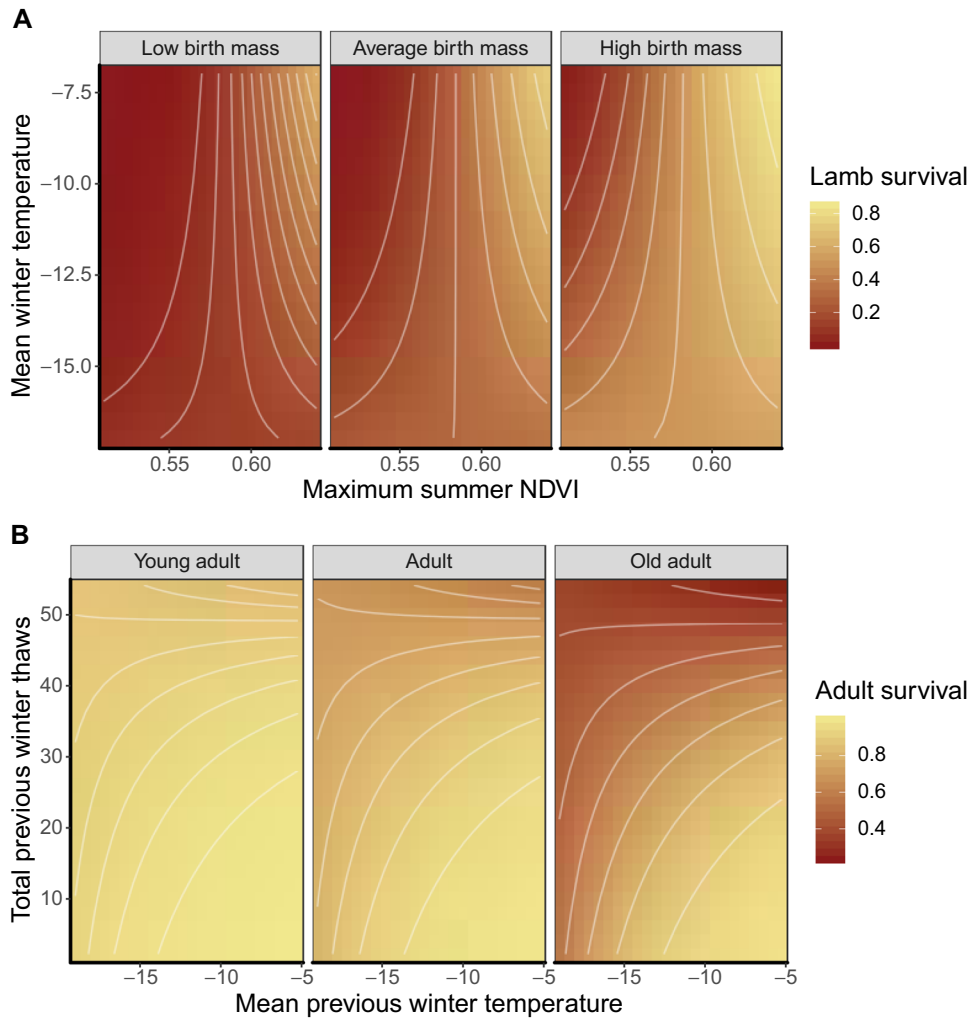 A
Low birth mass Average birth mass High birth mass
−7.5
−10.0
−12.5
−15.0
Mean winter temperature
0.55 0.60 0.55 0.60 0.55 0.60
Maximum summer NDVI
Lamb survival
0.8
0.6
0.4
0.2
B
Young adult Adult Old adult
50
40
30
20
10
Total previous winter thaws
−15 −10 −5 −15 −10 −5 −15 −10 −5
Mean previous winter temperature
Adult survival
0.8
0.6
0.4